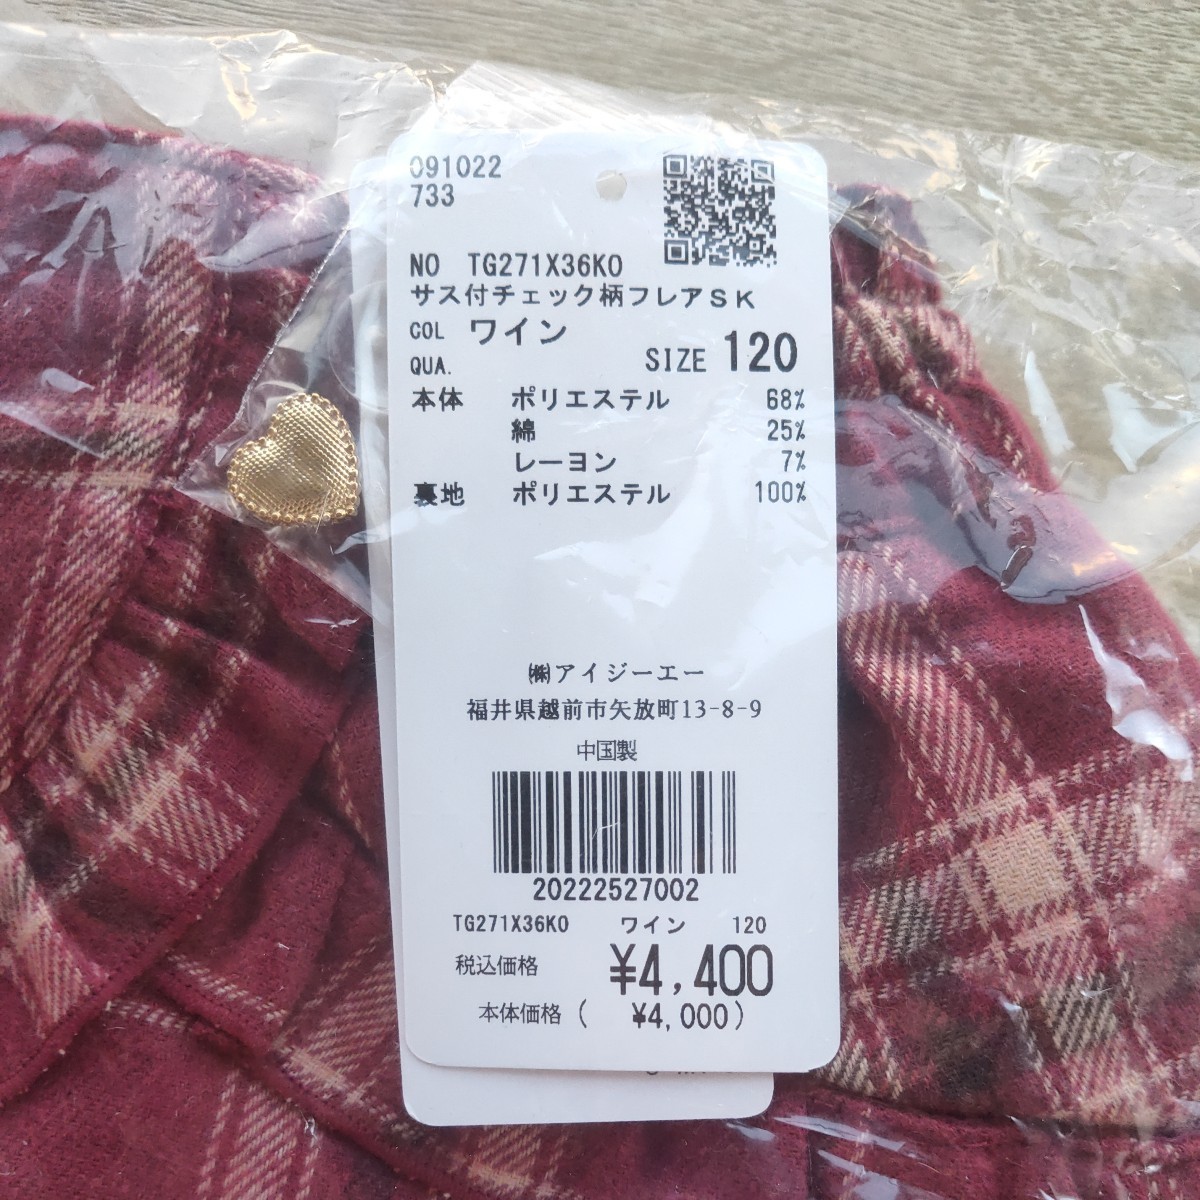 091022
733
NO TG271X36KO
サス付チェック柄フレアＳＫ
COL ワイン
QUA. SIZE 120
本体 ポリエステル 68%
綿 25%
レーヨン 7%
裏地 ポリエステル 100%
㈱アイジーエー
福井県越前市矢放町13-8-9
中国製
20222527002
TG271X36KO ワイン 120
税込価格 ¥4,400
本体価格( ¥4,000)